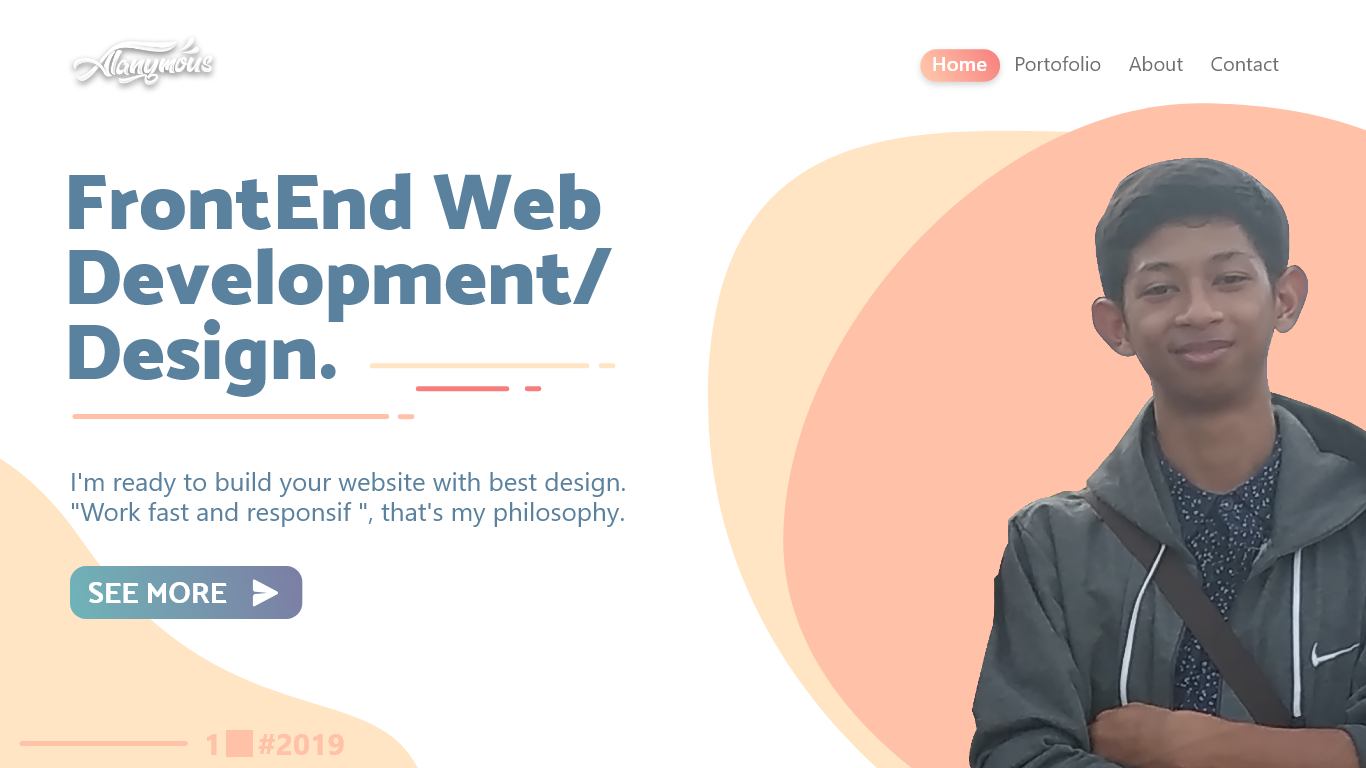 Alanymous
Home Portofolio About Contact
FrontEnd Web
Development/
Design.
I'm ready to build your website with best design.
"Work fast and responsif ", that's my philosophy.
SEE MORE
1 #2019